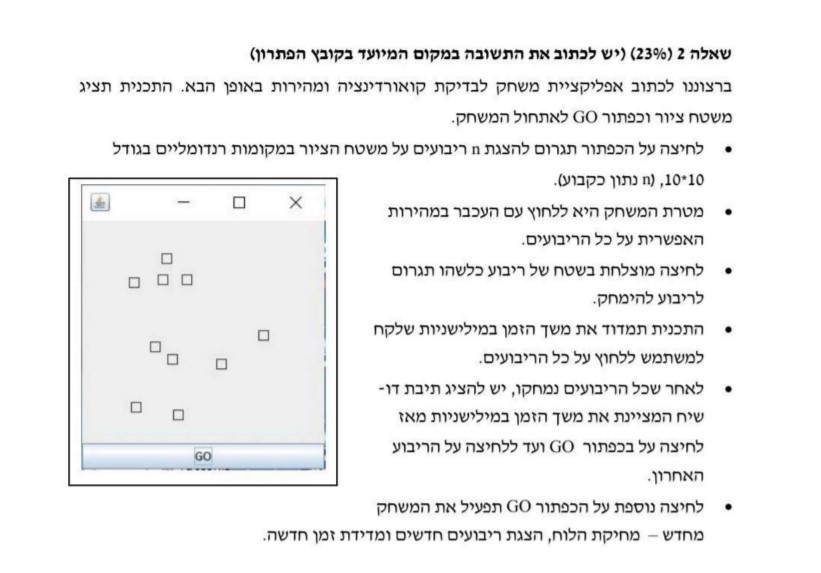 שאלה 2 (23%) (יש לכתוב את התשובה במקום המיועד בקובץ הפתרון)
ברצוננו לכתוב אפליקציית משחק לבדיקת קואורדינציה ומהירות באופן הבא. התכנית תציג
משטח ציור וכפתור GO לאתחול המשחק.
• לחיצה על הכפתור תגרום להצגת n ריבועים על משטח הציור במקומות רנדומליים בגודל
10*10, (n נתון כקבוע).
• מטרת המשחק היא ללחוץ עם העכבר במהירות
האפשרית על כל הריבועים.
• לחיצה מוצלחת בשטח של ריבוע כלשהו תגרום
לריבוע להימחק.
• התכנית תמדוד את משך הזמן במילישניות שלקח
למשתמש ללחוץ על כל הריבועים.
• לאחר שכל הריבועים נמחקו, יש להציג תיבת דו-
שיח המציינת את משך הזמן במילישניות מאז
לחיצה על בכפתור GO ועד ללחיצה על הריבוע
האחרון.
• לחיצה נוספת על הכפתור GO תפעיל את המשחק
מחדש – מחיקת הלוח, הצגת ריבועים חדשים ומדידת זמן חדשה.
GO